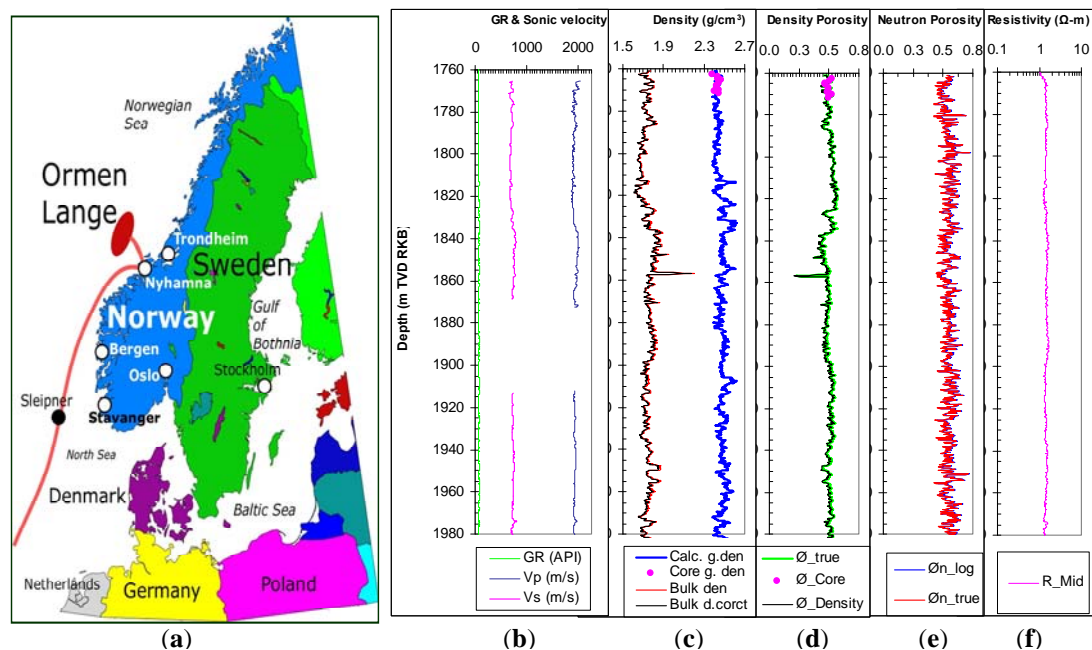 Norwegian
Sea
Ormen
Lange
Trondheim
Sweden
Nyhamna
Gulf
of
Bothnia
Norway
Bergen
Oslo
Stockholm
Sleipner
Stavanger
North Sea
Denmark
Baltic Sea
Netherlands
Germany
Poland
(a)
GR & Sonic velocity
0
1000
2000
Depth (m TVD RKB)
1760
1780
1800
1820
1840
1860
1880
1900
1920
1940
1960
1980
GR (API)
Vp (m/s)
Vs (m/s)
(b)
Density (g/cm³)
1.5 1.9 2.3 2.7
Calc. g.den
Core g. den
Bulk den
Bulk d.corct
(c)
Density Porosity
0.0 0.5 0.8
Ø_true
Ø_Core
Ø_Density
(d)
Neutron Porosity
0.0 0.3 0.5 0.8
Øn_log
Øn_true
(e)
Resistivity (Ω-m)
0.1 1 10
R_Mid
(f)